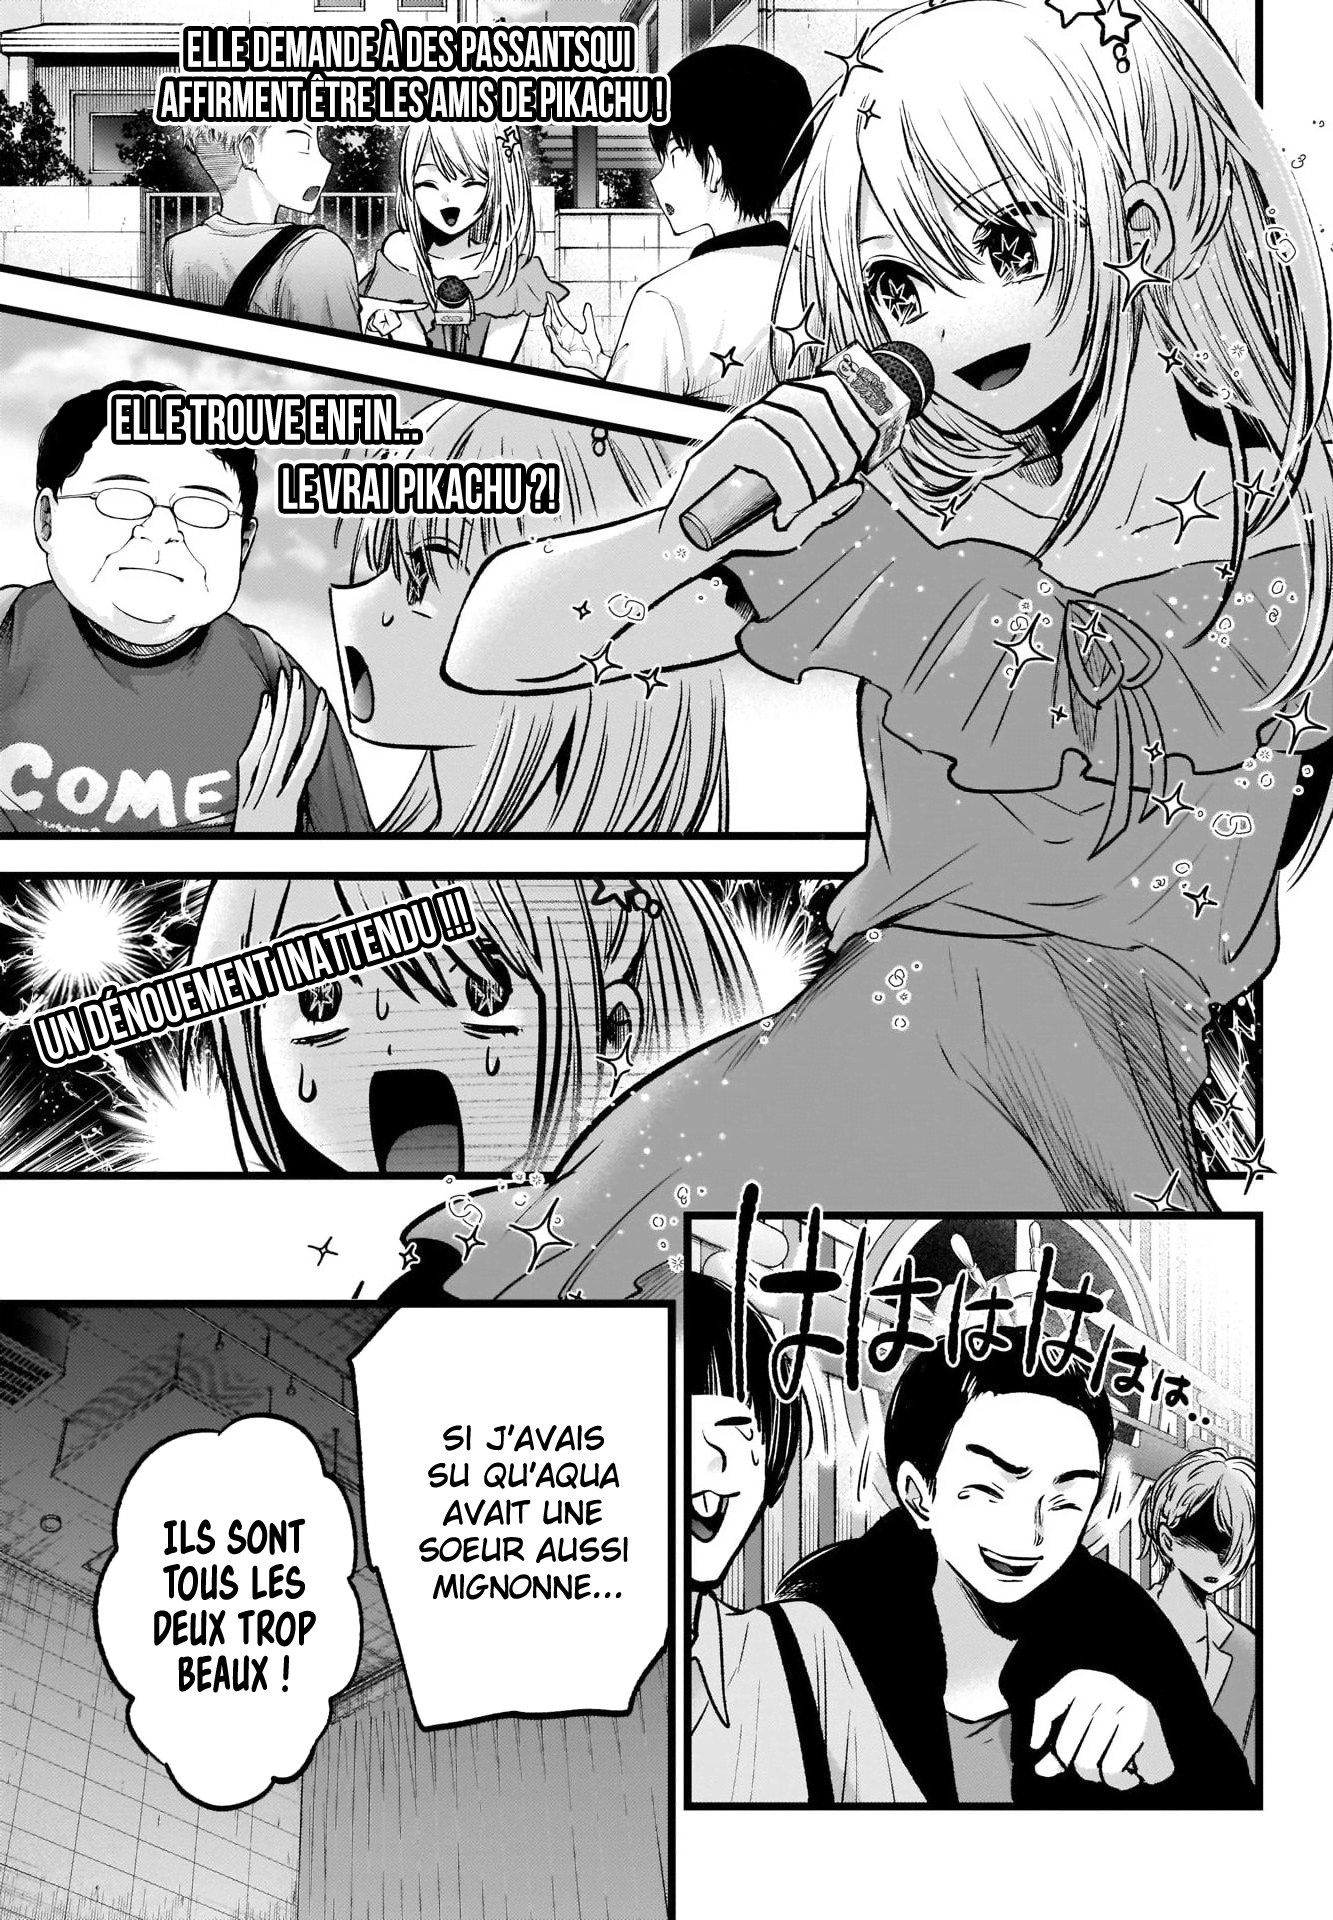 ELLE DEMANDE À DES PASSANTSQUI
AFFIRMENT ÊTRE LES AMIS DE PIKACHU !
ELLE TROUVE ENFIN...
LE VRAI PIKACHU ?!
COME
UN DÉNOUEMENT INATTENDU !!!
はははははは..
SI J'AVAIS
SU QU'AQUA
AVAIT UNE
SOEUR AUSSI
MIGNONNE...
ILS SONT
TOUS LES
DEUX TROP
BEAUX !